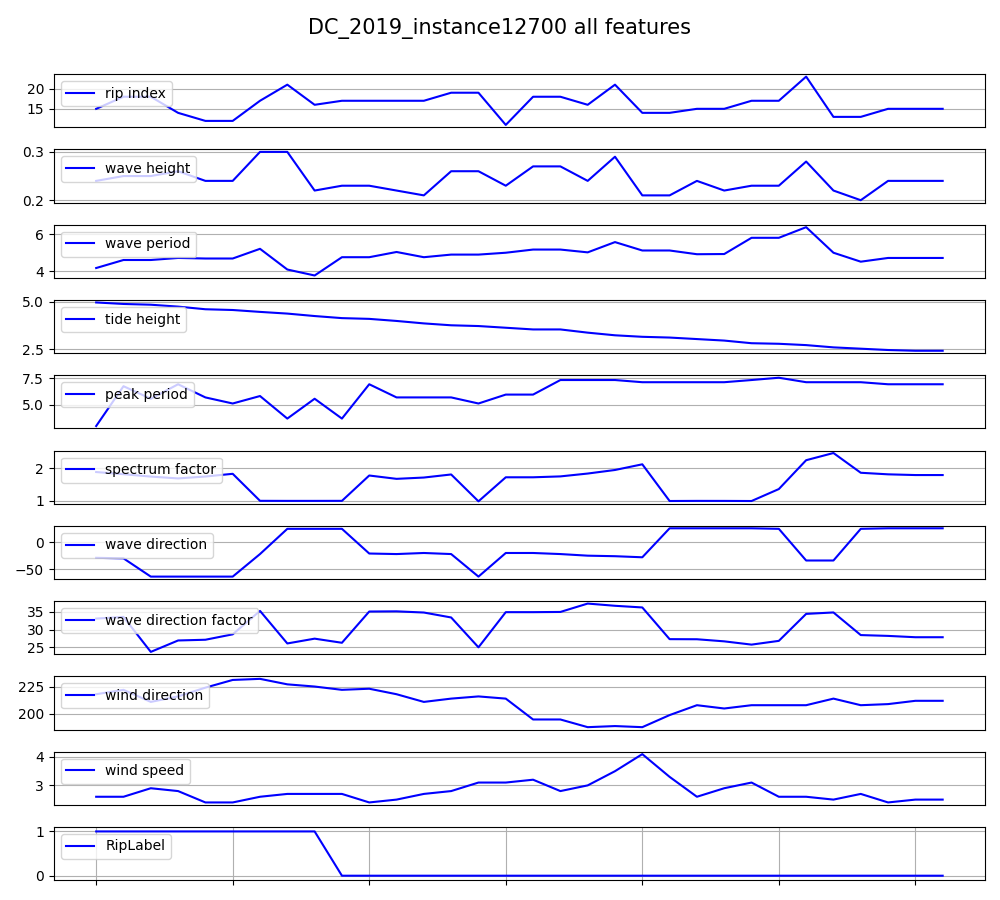 DC_2019_instance12700 all features
20
15
rip index
0.3
0.2
wave height
6
4
wave period
5.0
2.5
tide height
7.5
5.0
peak period
2
1
spectrum factor
0
−50
wave direction
35
30
25
wave direction factor
225
200
wind direction
4
3
wind speed
1
0
RipLabel